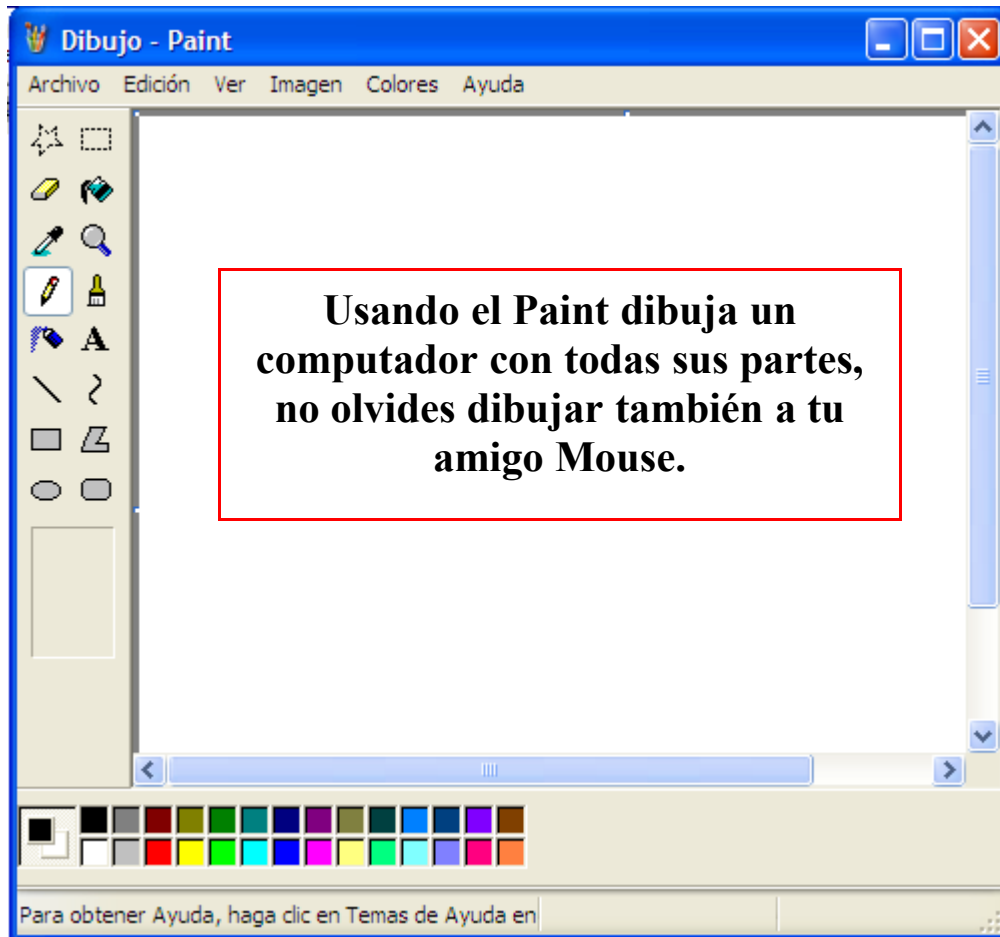 Dibujo - Paint
Archivo Edición Ver Imagen Colores Ayuda
A
Usando el Paint dibuja un
computador con todas sus partes,
no olvides dibujar también a tu
amigo Mouse.
Para obtener Ayuda, haga clic en Temas de Ayuda en